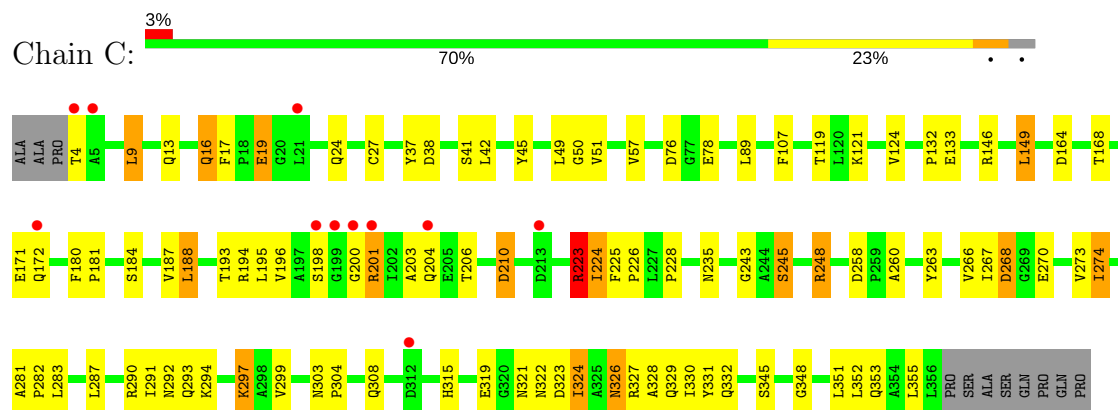 3%
Chain C:
70% 23% • •
ALA ALA PRO T4 A5 L9 Q13 Q16 F17 P18 E19 G20 L21 Q24 C27 Y37 D38 S41 L42 Y45 L49 G50 V51 V57 D76 G77 E78 L89 F107 T119 L120 K121 V124 P132 E133 R146 L149 D164 T168
E171 Q172 F180 P181 S184 V187 L188 T193 R194 L195 V196 A197 S198 G199 G200 R201 I202 A203 Q204 E205 T206 D210 D213 R223 I224 F225 P226 L227 P228 N235 G243 A244 S245 R248 D258 P259 A260 Y263 V266 I267 D268 G269 E270 V273 I274
A281 P282 L283 L287 R290 I291 N292 Q293 K294 K297 A298 V299 N303 P304 Q308 D312 H315 E319 G320 N321 N322 D323 I324 A325 N326 R327 A328 Q329 I330 Y331 Q332 S345 G348 L351 L352 Q353 A354 L355 L356 PRO SER ALA SER GLN PRO GLN PRO